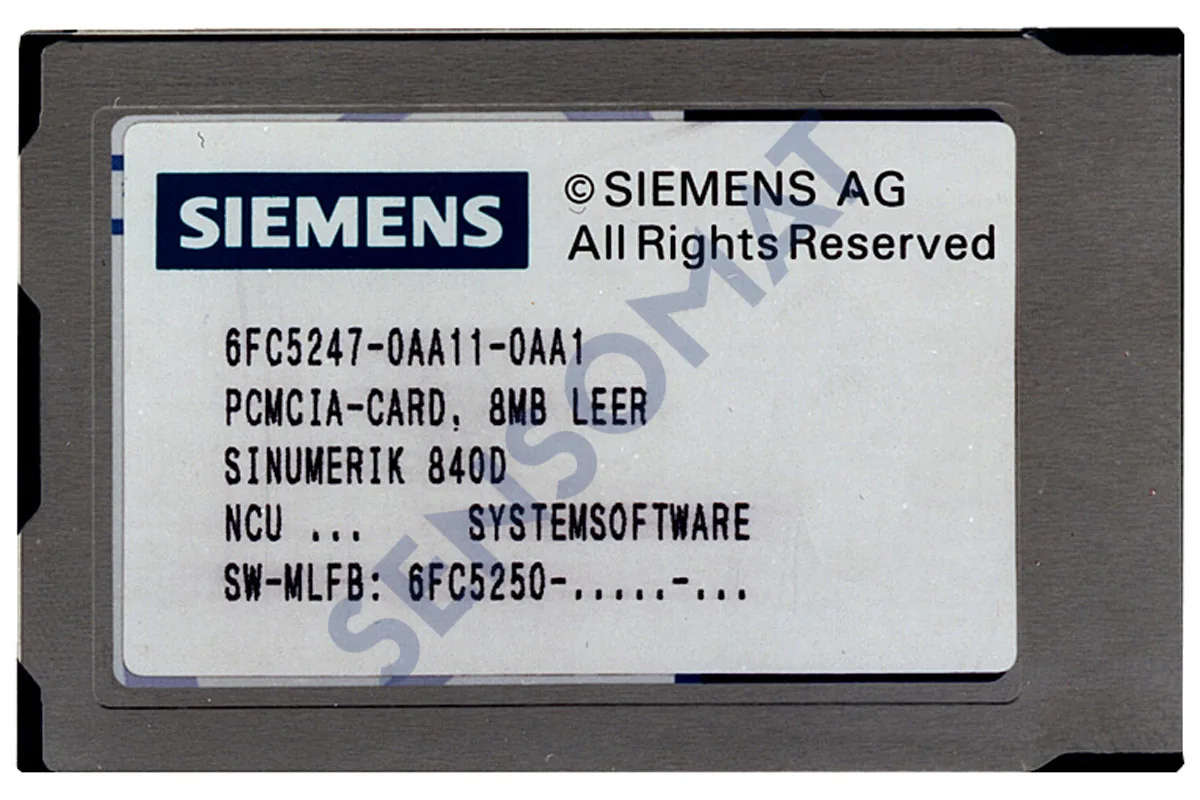 SIEMENS
© SIEMENS AG
All Rights Reserved
6FC5247-0AA11-0AA1
PCMCIA-CARD, 8MB LEER
SINUMERIK 840D
NCU ... SYSTEMSOFTWARE
SW-MLFB: 6FC5250-.....-...
SENSOMAT